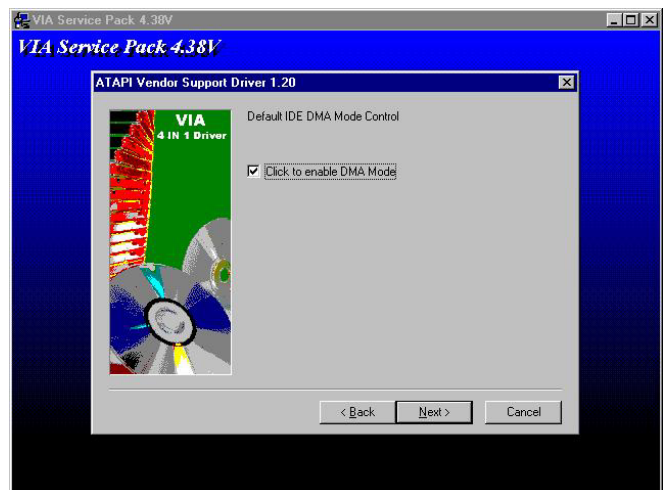 VIA Service Pack 4.38V
VIA Service Pack 4.38V
ATAPI Vendor Support Driver 1.20
VIA
4 IN 1 Driver
Default IDE DMA Mode Control
Click to enable DMA Mode
< Back
Next >
Cancel